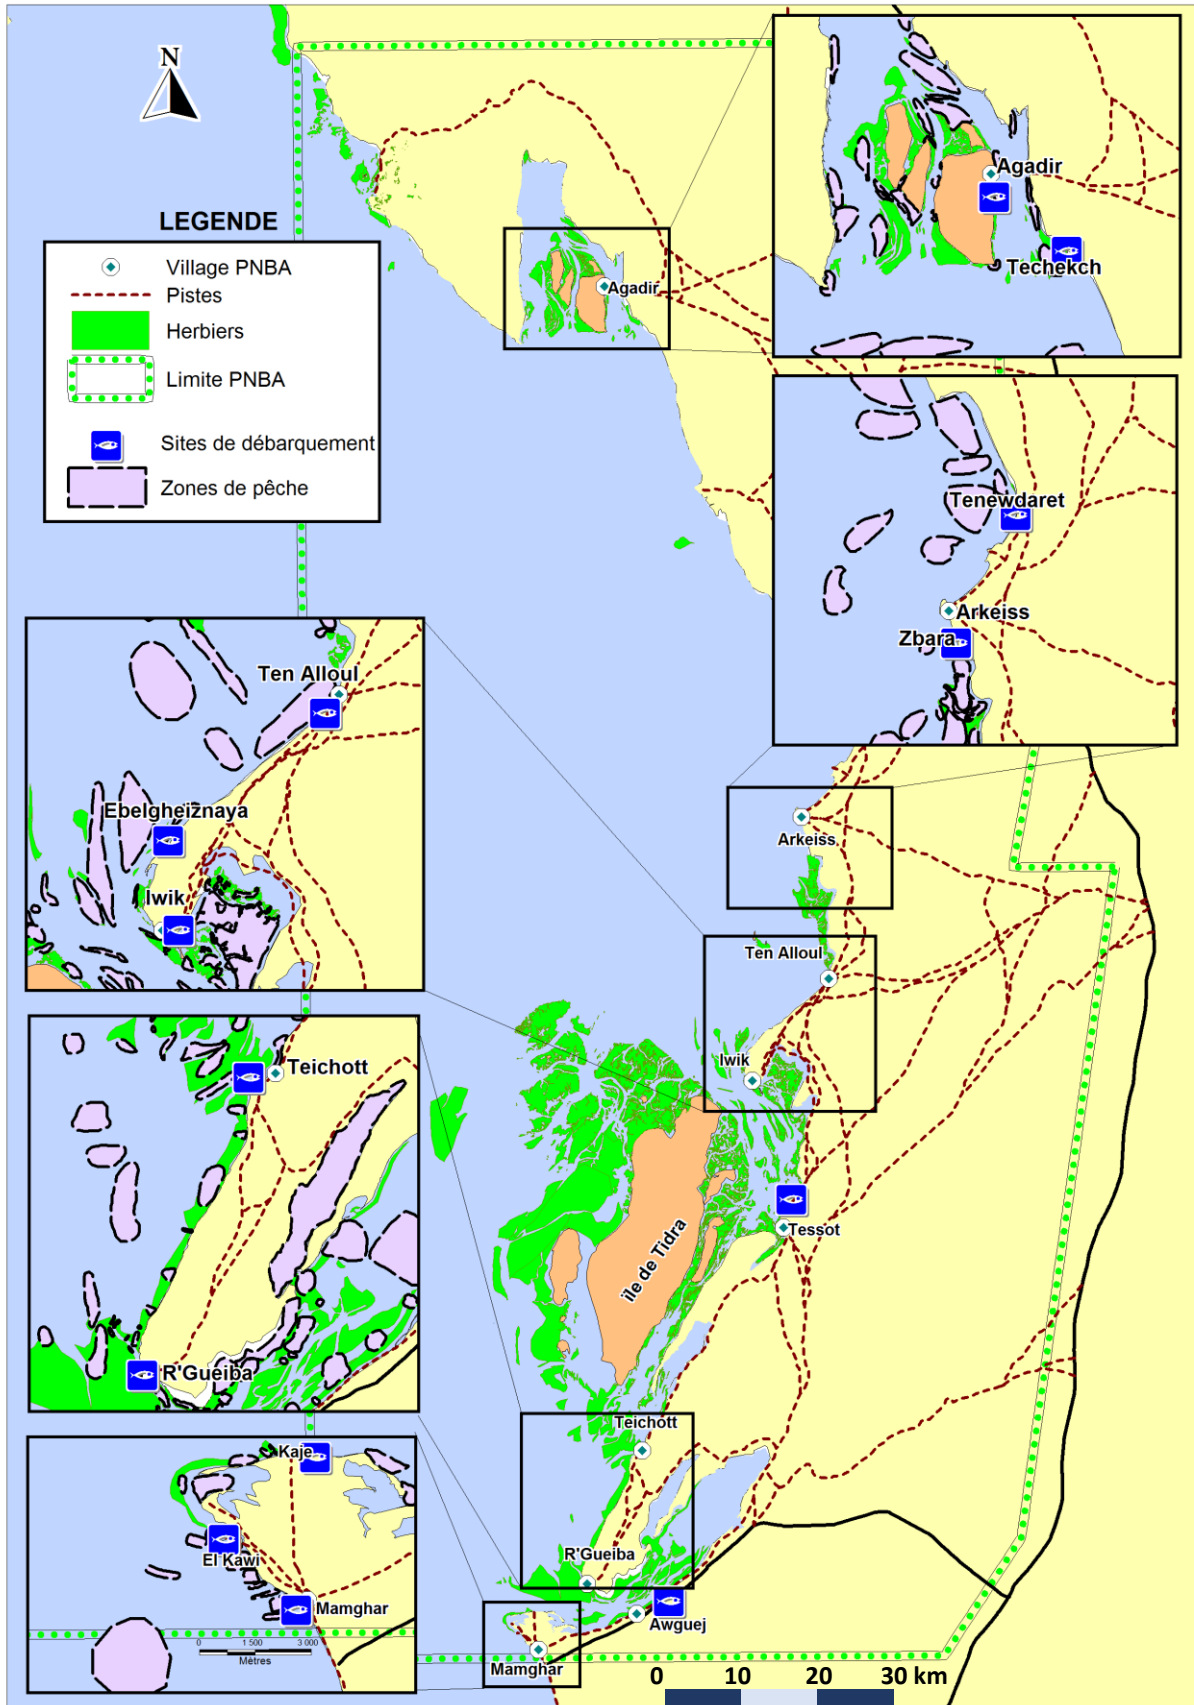 N
LEGENDE
Village PNBA
Pistes
Herbiers
Limite PNBA
Sites de débarquement
Zones de pêche
Agadir
Agadir
Techekch
Tenewdaret
Arkeiss
Zbara
Ten Alloul
Ebelgheiznaya
Iwik
Arkeiss
Ten Alloul
Iwik
Teichott
R'Gueiba
Tessot
île de Tidra
Teichott
R'Gueiba
Awguej
Mamghar
Kaje
El Kawi
Mamghar
0 1 500 3 000
Mètres
0 10 20 30 km